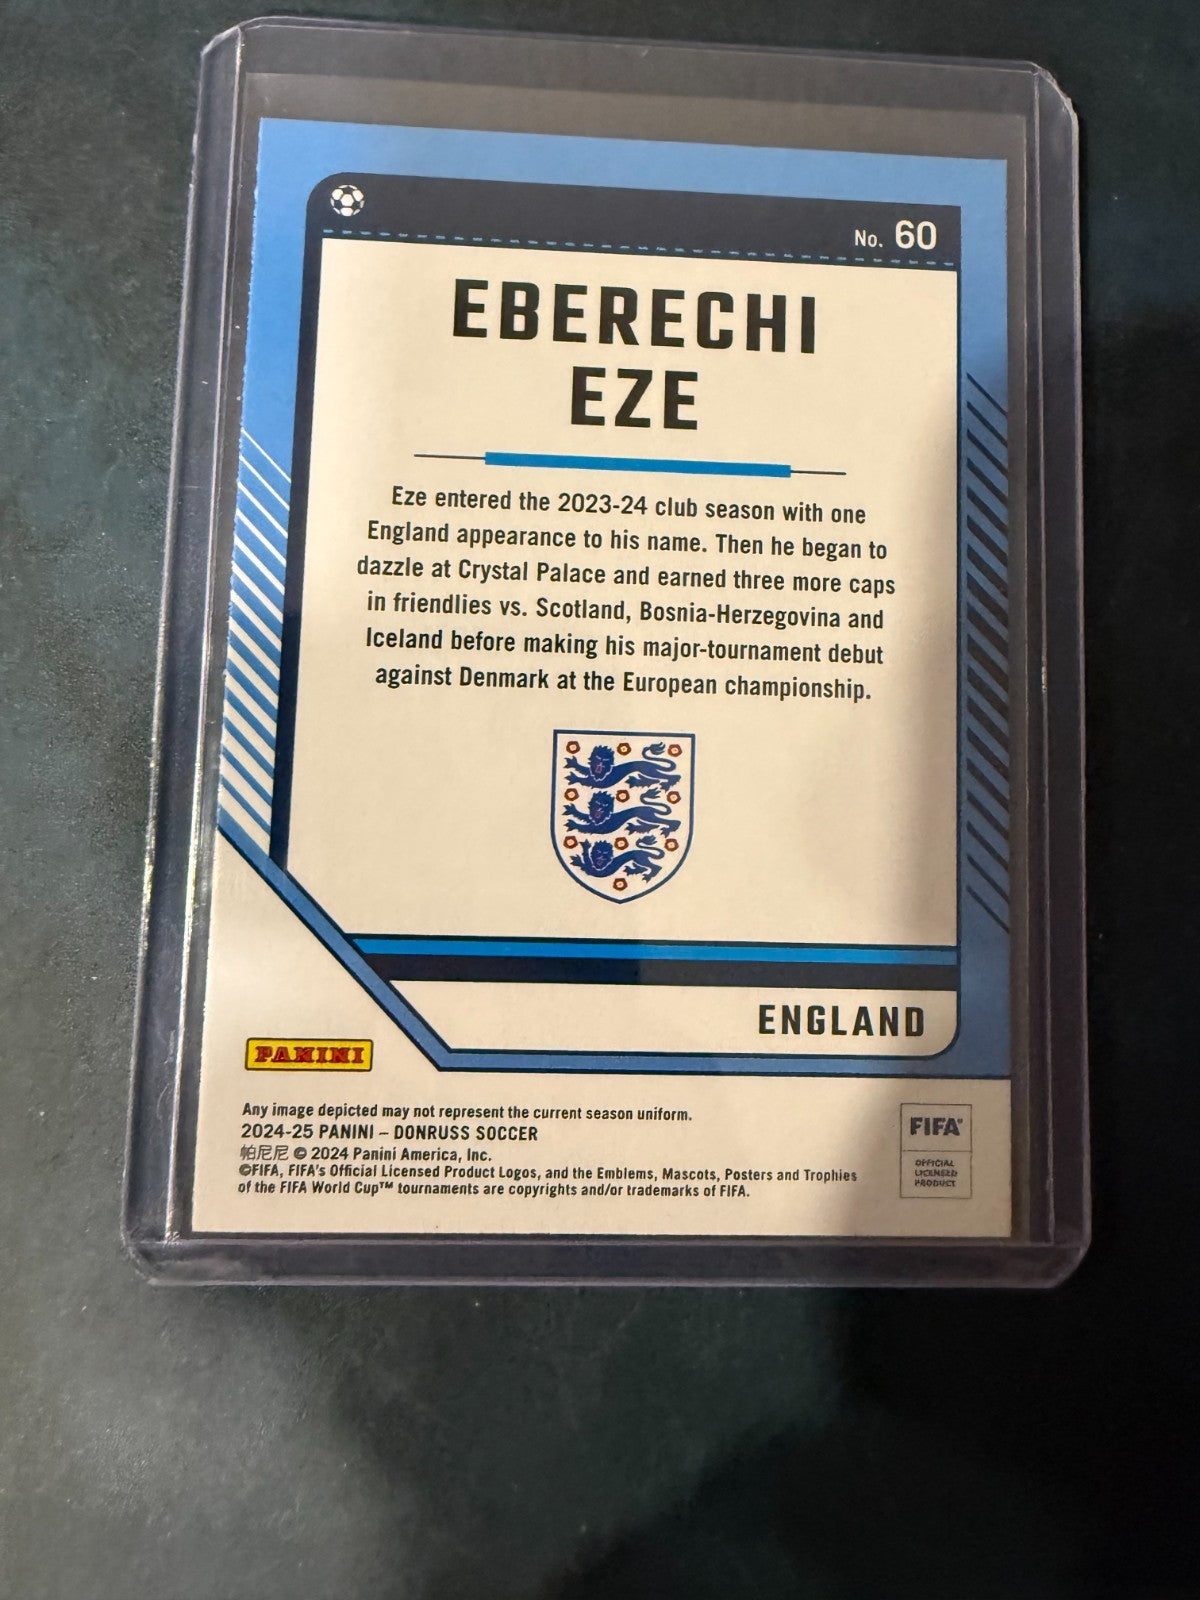 No. 60
EBERECHI
EZE
Eze entered the 2023-24 club season with one
England appearance to his name. Then he began to
dazzle at Crystal Palace and earned three more caps
in friendlies vs. Scotland, Bosnia-Herzegovina and
Iceland before making his major-tournament debut
against Denmark at the European championship.
ENGLAND
PANINI
Any image depicted may not represent the current season uniform.
2024-25 PANINI – DONRUSS SOCCER
帕尼尼 © 2024 Panini America, Inc.
©FIFA, FIFA's Official Licensed Product Logos, and the Emblems, Mascots, Posters and Trophies
of the FIFA World Cup™ tournaments are copyrights and/or trademarks of FIFA.
FIFA®
OFFICIAL
LICENSED
PRODUCT